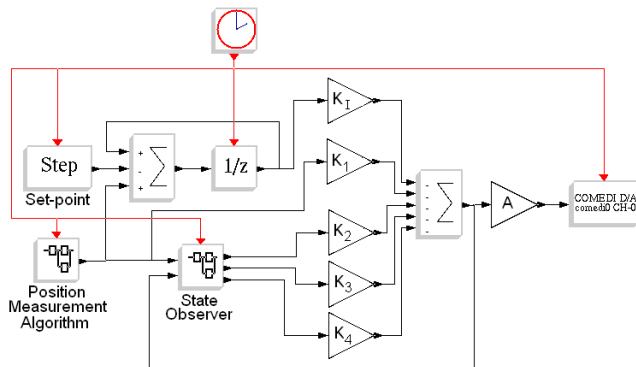 K_I
+
-
+
∑
Step
1/z
Set-point
K_1
-
-
-
-
-
∑
A
COMEDI D/A
comedi0 CH-0
K_2
Position
Measurement
Algorithm
State
Observer
K_3
K_4